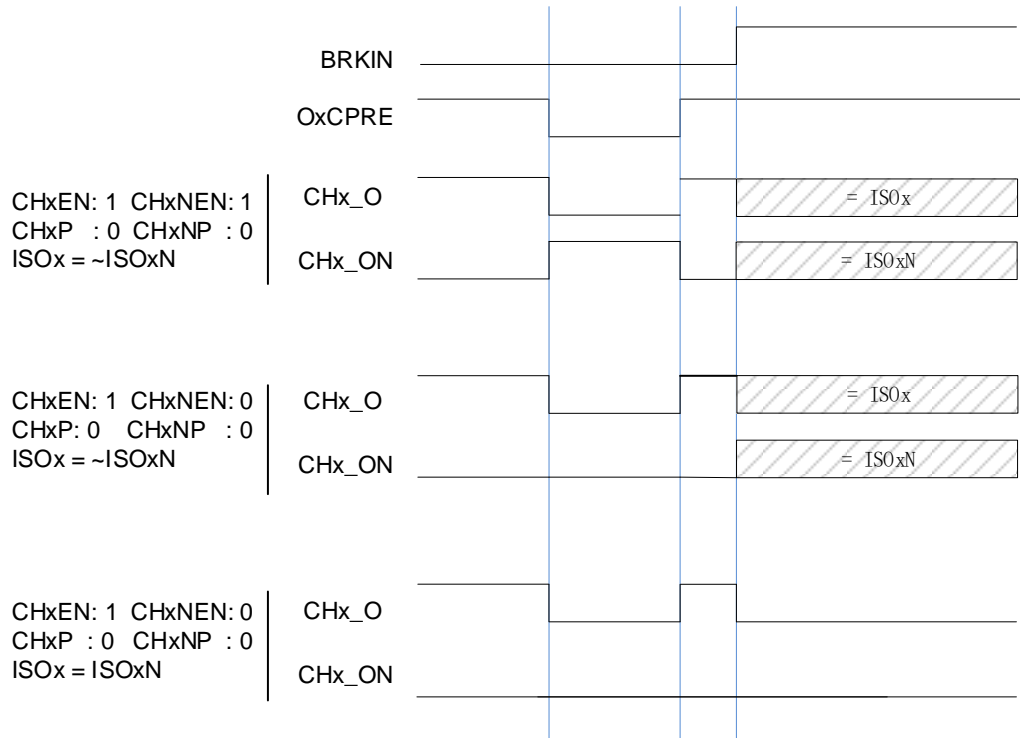 BRKIN
OxCPRE
CHxEN: 1 CHxNEN: 1
CHxP : 0 CHxNP : 0
ISOx = ~ISOxN
CHx_O
= ISOx
CHx_ON
= ISOxN
CHxEN: 1 CHxNEN: 0
CHxP: 0 CHxNP : 0
ISOx = ~ISOxN
CHx_O
= ISOx
CHx_ON
= ISOxN
CHxEN: 1 CHxNEN: 0
CHxP : 0 CHxNP : 0
ISOx = ISOxN
CHx_O
CHx_ON